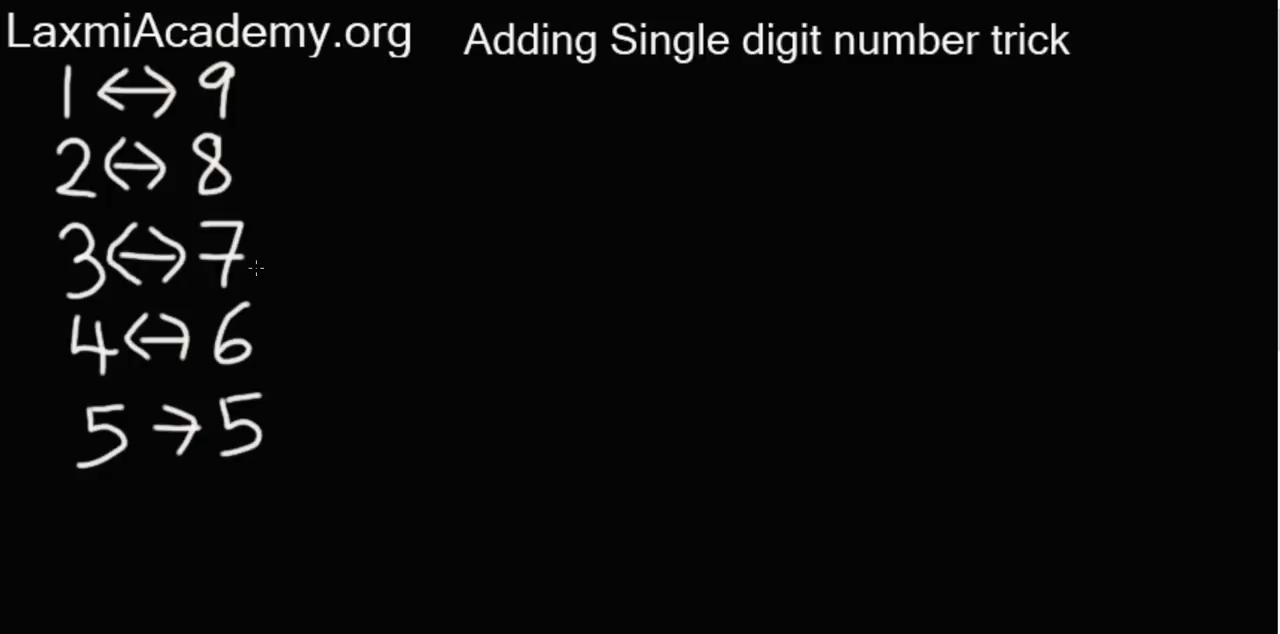 LaxmiAcademy.org Adding Single digit number trick
1 ↔ 9
2 ↔ 8
3 ↔ 7
4 ↔ 6
5 → 5